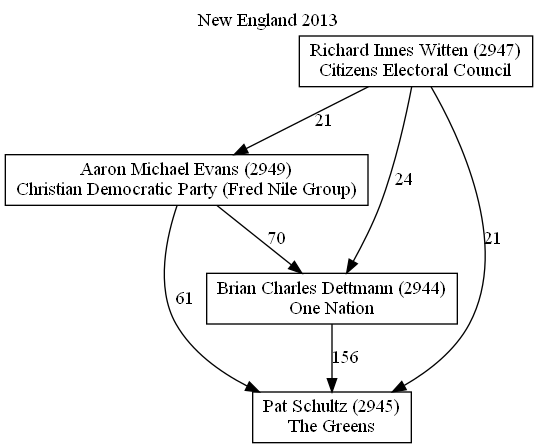 New England 2013
Richard Innes Witten (2947)
Citizens Electoral Council
21
Aaron Michael Evans (2949)
Christian Democratic Party (Fred Nile Group)
24
70
21
61
Brian Charles Dettmann (2944)
One Nation
156
Pat Schultz (2945)
The Greens